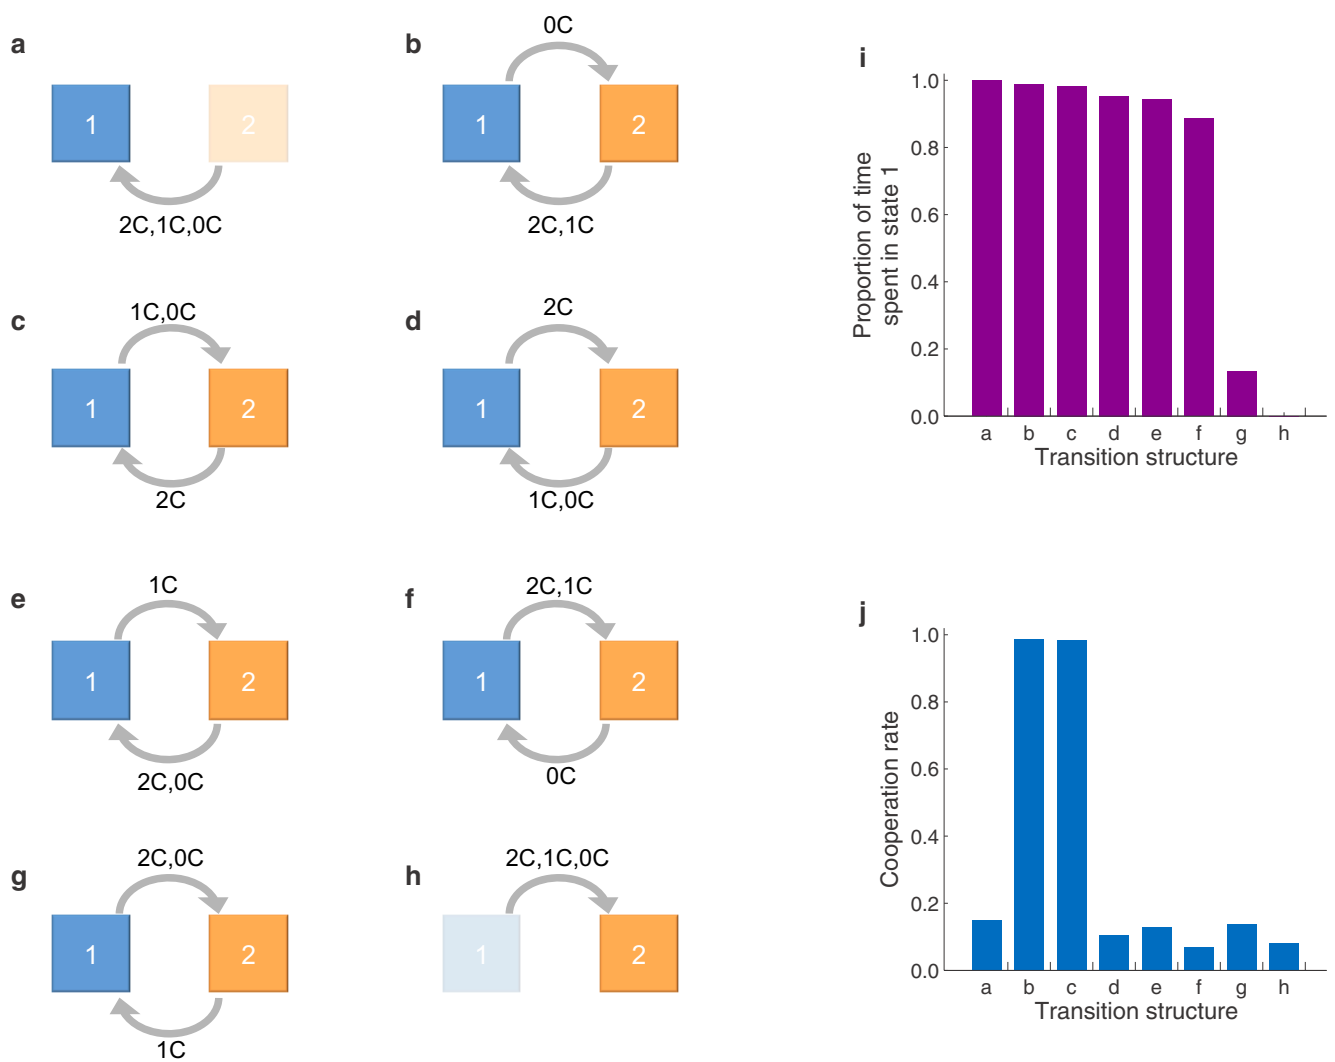 a
1
2
2C,1C,0C
b
0C
1
2
2C,1C
c
1C,0C
1
2
2C
d
2C
1
2
1C,0C
e
1C
1
2
2C,0C
f
2C,1C
1
2
0C
g
2C,0C
1
2
1C
h
2C,1C,0C
1
2
i
Proportion of time
spent in state 1
1.0
0.8
0.6
0.4
0.2
0.0
a b c d e f g h
Transition structure
j
Cooperation rate
1.0
0.8
0.6
0.4
0.2
0.0
a b c d e f g h
Transition structure